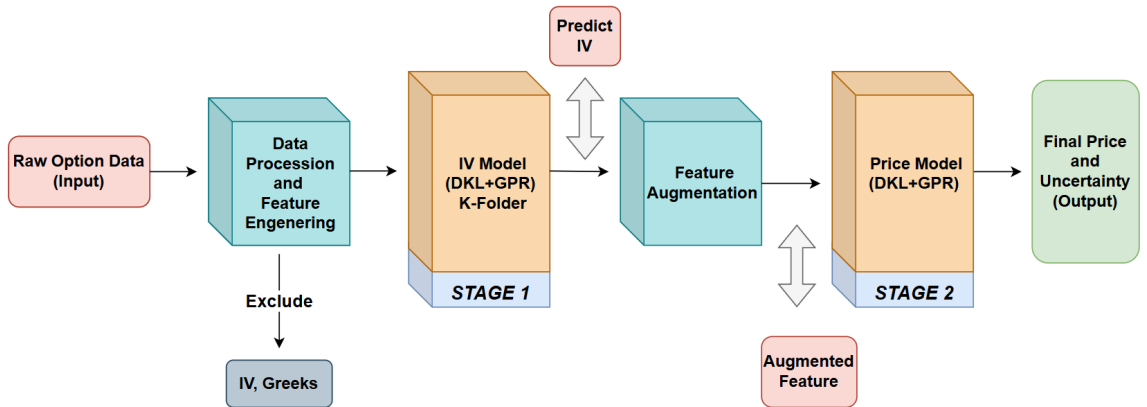 Predict
IV
Raw Option Data
(Input)
Data
Procession
and
Feature
Engenering
IV Model
(DKL+GPR)
K-Folder
STAGE 1
Feature
Augmentation
Price Model
(DKL+GPR)
STAGE 2
Final Price
and
Uncertainty
(Output)
Exclude
IV, Greeks
Augmented
Feature